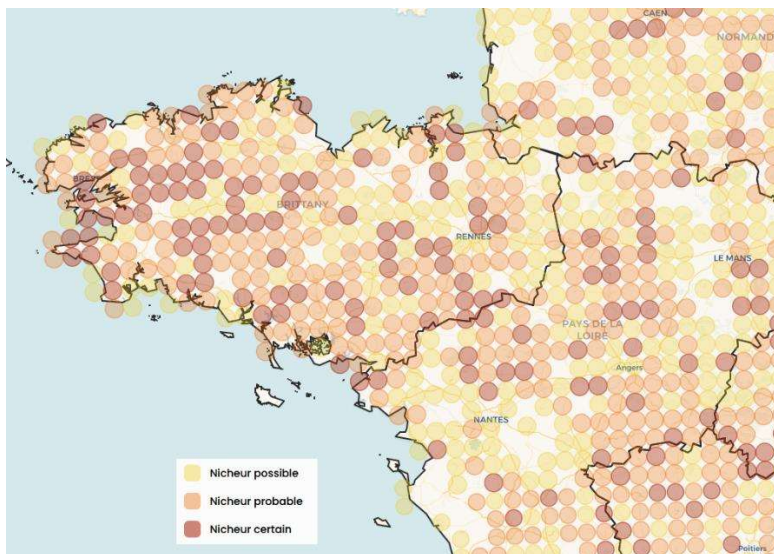 CAEN
NORMAND
BREST
BRITTANY
RENNES
LE MANS
PAYS DE LA
LOIRE
Angers
NANTES
Nicheur possible
Nicheur probable
Nicheur certain
Poitiers